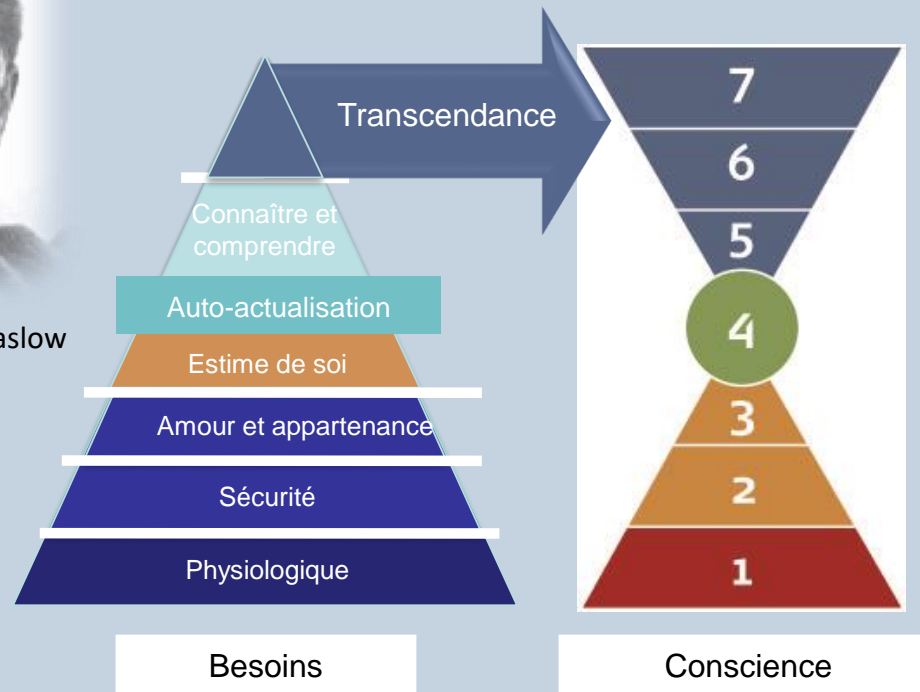 Transcendance
Connaître et
comprendre
Auto-actualisation
Estime de soi
Amour et appartenance
Sécurité
Physiologique
Besoins
aslow
7
6
5
4
3
2
1
Conscience